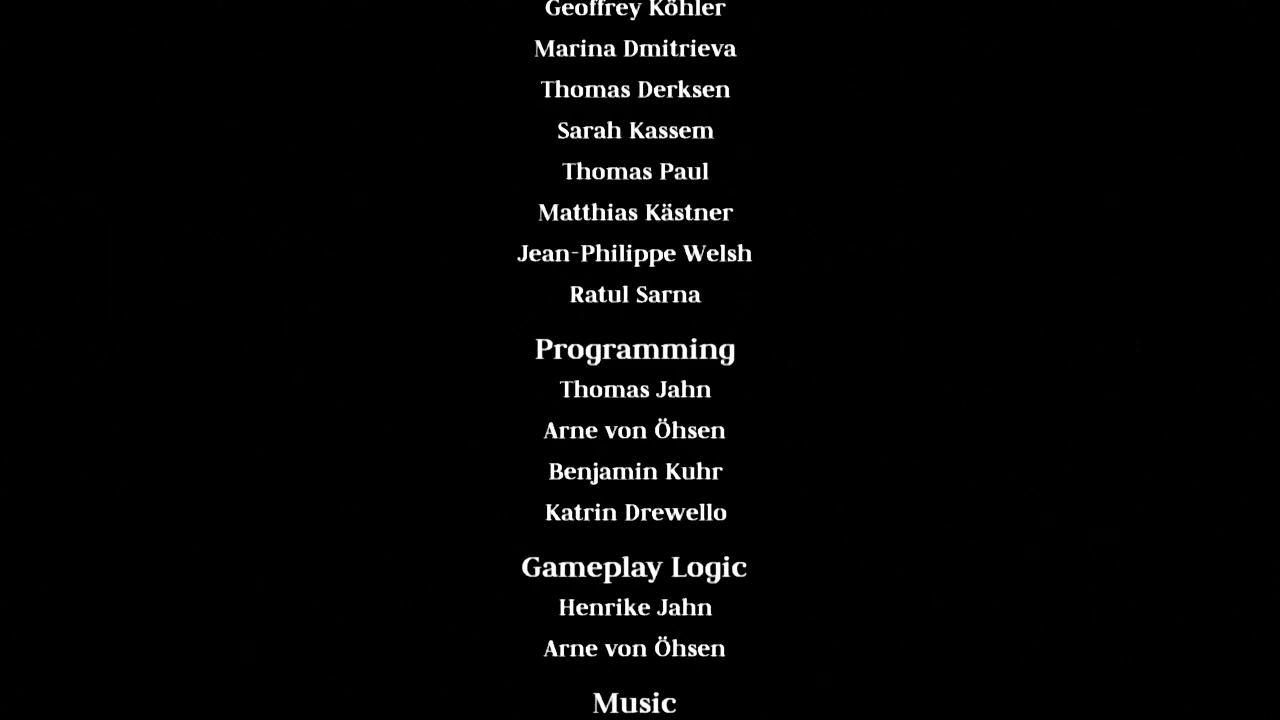 Geoffrey Köhler
Marina Dmitrieva
Thomas Derksen
Sarah Kassem
Thomas Paul
Matthias Kästner
Jean-Philippe Welsh
Ratul Sarna
Programming
Thomas Jahn
Arne von Öhsen
Benjamin Kuhr
Katrin Drewello
Gameplay Logic
Henrike Jahn
Arne von Öhsen
Music